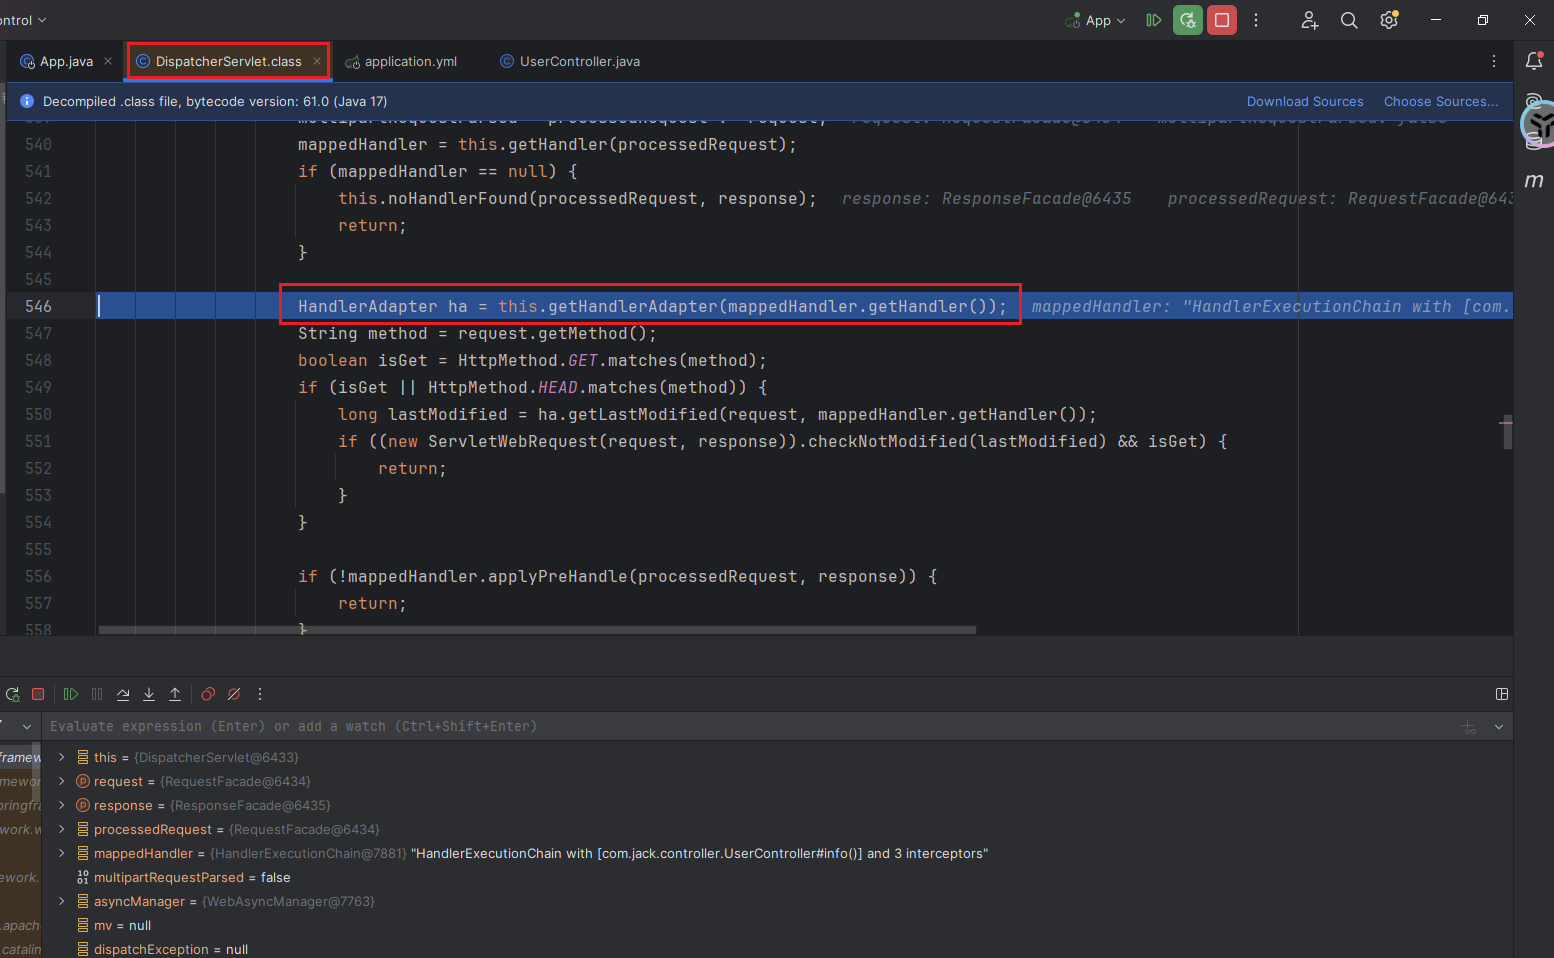 ontrol
App
App.java
DispatcherServlet.class
application.yml
UserController.java
Decompiled .class file, bytecode version: 61.0 (Java 17)
Download Sources
Choose Sources...
540 mappedHandler = this.getHandler(processedRequest);
541 if (mappedHandler == null) {
542 this.noHandlerFound(processedRequest, response); response: ResponseFacade@6435 processedRequest: RequestFacade@643
543 return;
544 }
545
546 HandlerAdapter ha = this.getHandlerAdapter(mappedHandler.getHandler()); mappedHandler: "HandlerExecutionChain with [com.
547 String method = request.getMethod();
548 boolean isGet = HttpMethod.GET.matches(method);
549 if (isGet || HttpMethod.HEAD.matches(method)) {
550 long lastModified = ha.getLastModified(request, mappedHandler.getHandler());
551 if ((new ServletWebRequest(request, response)).checkNotModified(lastModified) && isGet) {
552 return;
553 }
554 }
555
556 if (!mappedHandler.applyPreHandle(processedRequest, response)) {
557 return;
558 }
m
Evaluate expression (Enter) or add a watch (Ctrl+Shift+Enter)
framew
mewor
pringfra
work.w
ework.
.apach
catalin
this = {DispatcherServlet@6433}
request = {RequestFacade@6434}
response = {ResponseFacade@6435}
processedRequest = {RequestFacade@6434}
mappedHandler = {HandlerExecutionChain@7881} "HandlerExecutionChain with [com.jack.controller.UserController#info()] and 3 interceptors"
multipartRequestParsed = false
asyncManager = {WebAsyncManager@7763}
mv = null
dispatchException = null